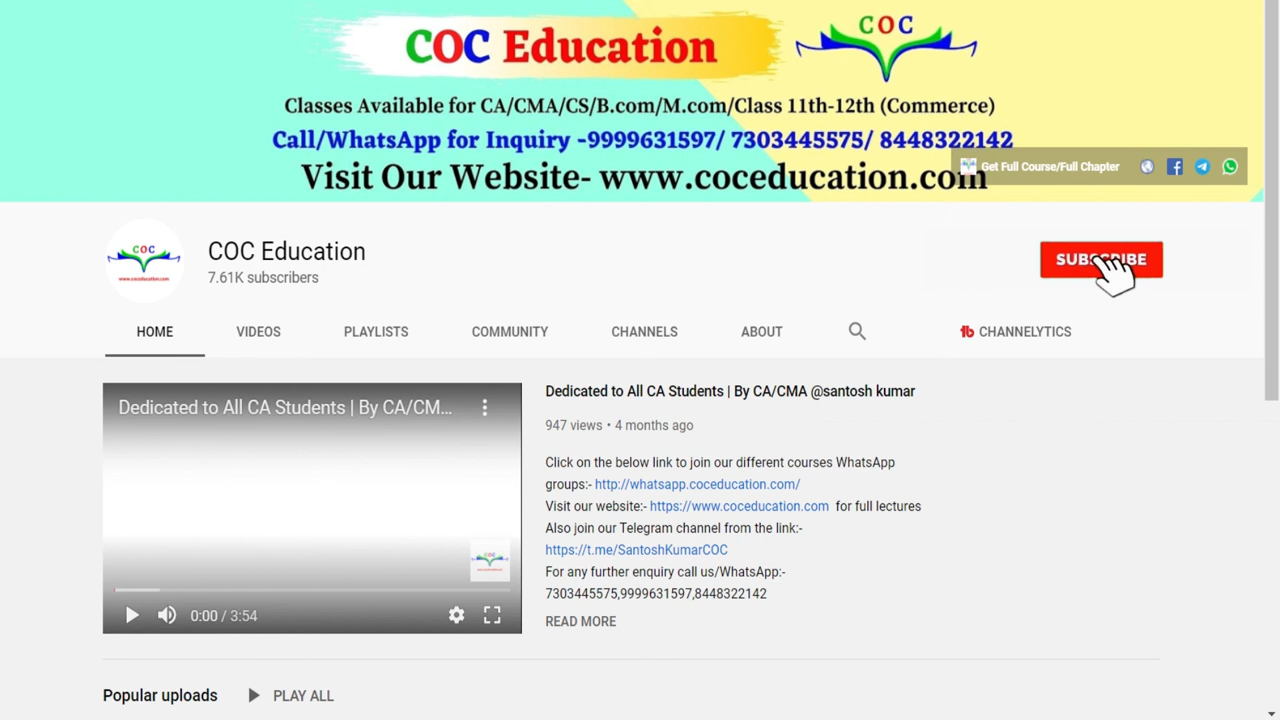 COC Education
COC
Classes Available for CA/CMA/CS/B.com/M.com/Class 11th-12th (Commerce)
Call/WhatsApp for Inquiry -9999631597/ 7303445575/ 8448322142
Visit Our Website- www.coceducation.com
Get Full Course/Full Chapter
COC
www.coceducation.com
COC Education
7.61K subscribers
SUBSCRIBE
HOME VIDEOS PLAYLISTS COMMUNITY CHANNELS ABOUT CHANNELYTICS
Dedicated to All CA Students | By CA/CM...
COC
0:00 / 3:54
Dedicated to All CA Students | By CA/CMA @santosh kumar
947 views • 4 months ago
Click on the below link to join our different courses WhatsApp
groups:- http://whatsapp.coceducation.com/
Visit our website:- https://www.coceducation.com for full lectures
Also join our Telegram channel from the link:-
https://t.me/SantoshKumarCOC
For any further enquiry call us/WhatsApp:-
7303445575,9999631597,8448322142
READ MORE
Popular uploads PLAY ALL